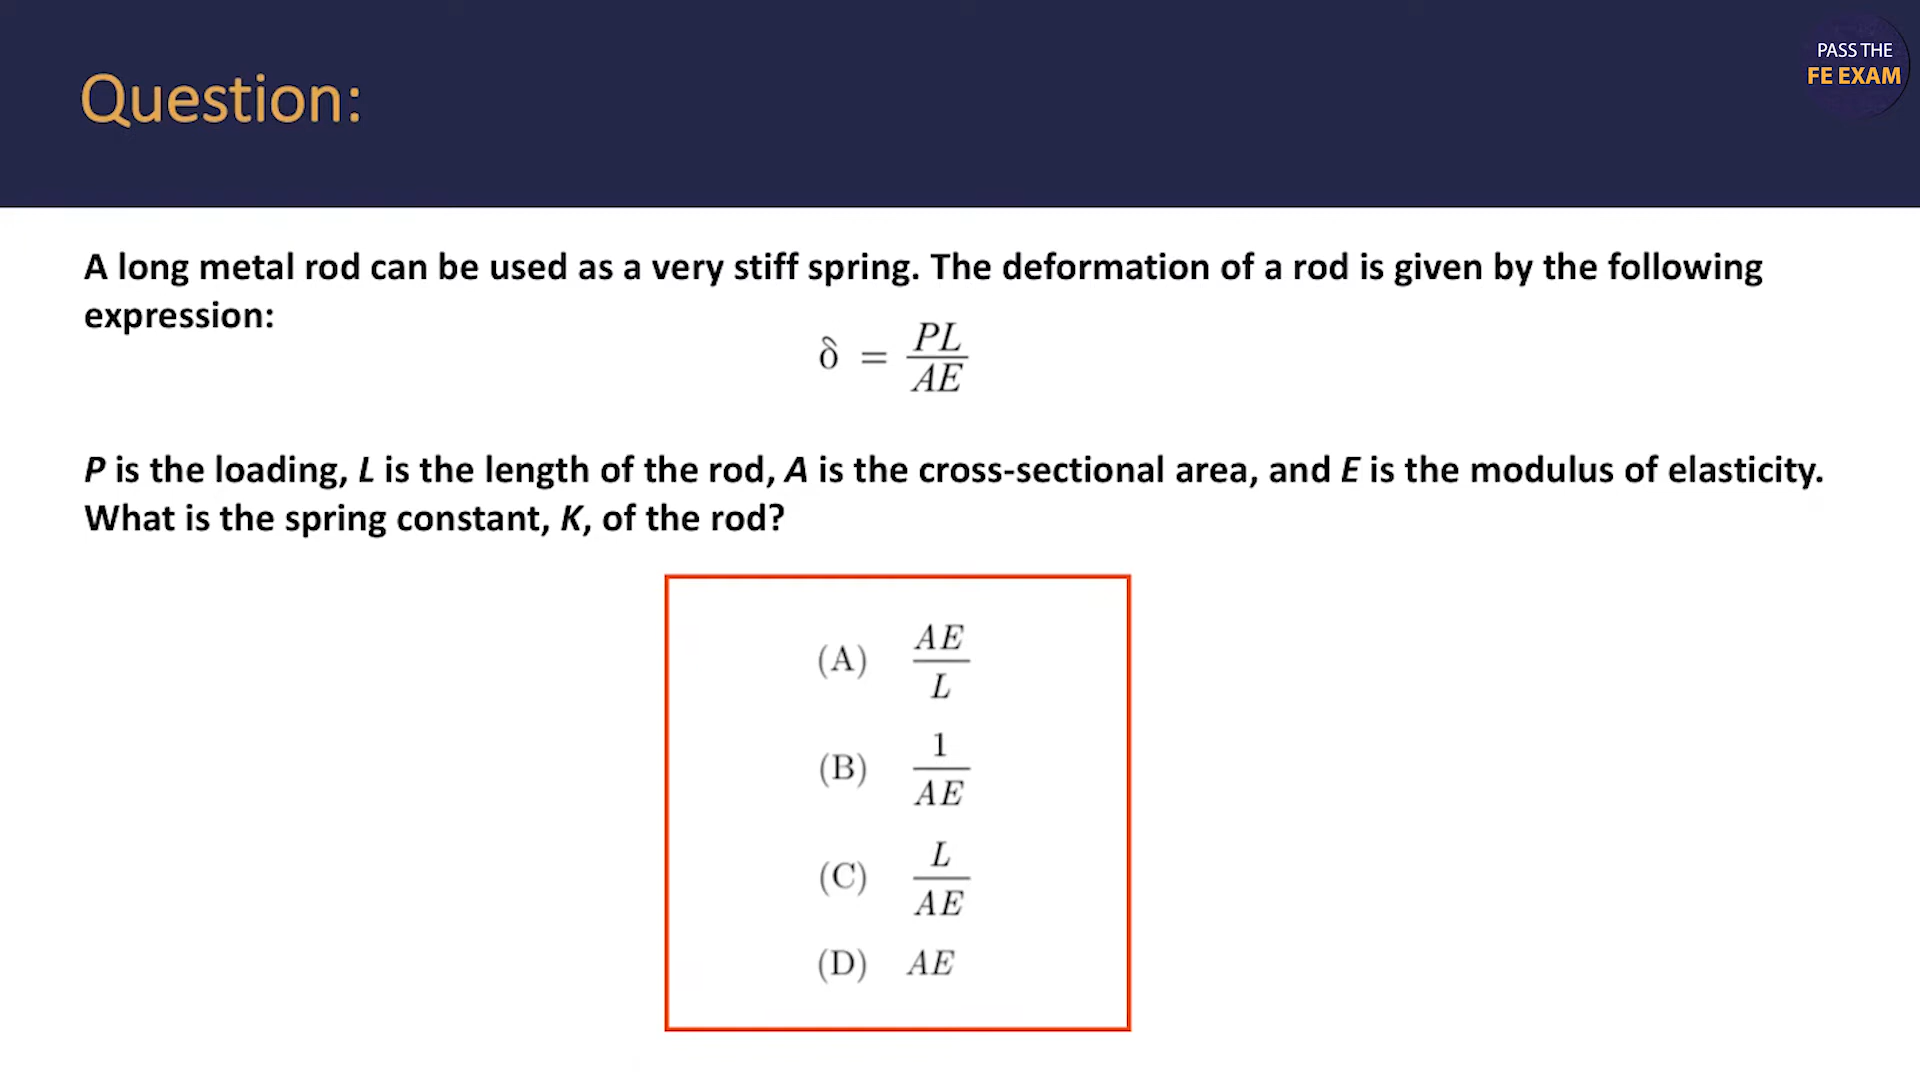 PASS THE
FE EXAM
Question:
A long metal rod can be used as a very stiff spring. The deformation of a rod is given by the following
expression:
δ = PL/AE
P is the loading, L is the length of the rod, A is the cross-sectional area, and E is the modulus of elasticity.
What is the spring constant, K, of the rod?
(A) AE/L
(B) 1/AE
(C) L/AE
(D) AE